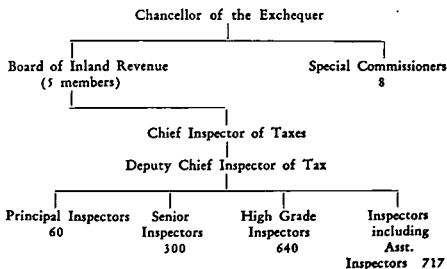 Chancellor of the Exchequer
Board of Inland Revenue
(5 members)
Special Commissioners
8
Chief Inspector of Taxes
Deputy Chief Inspector of Tax
Principal Inspectors
60
Senior
Inspectors
300
High Grade
Inspectors
640
Inspectors
including
Asst.
Inspectors 717